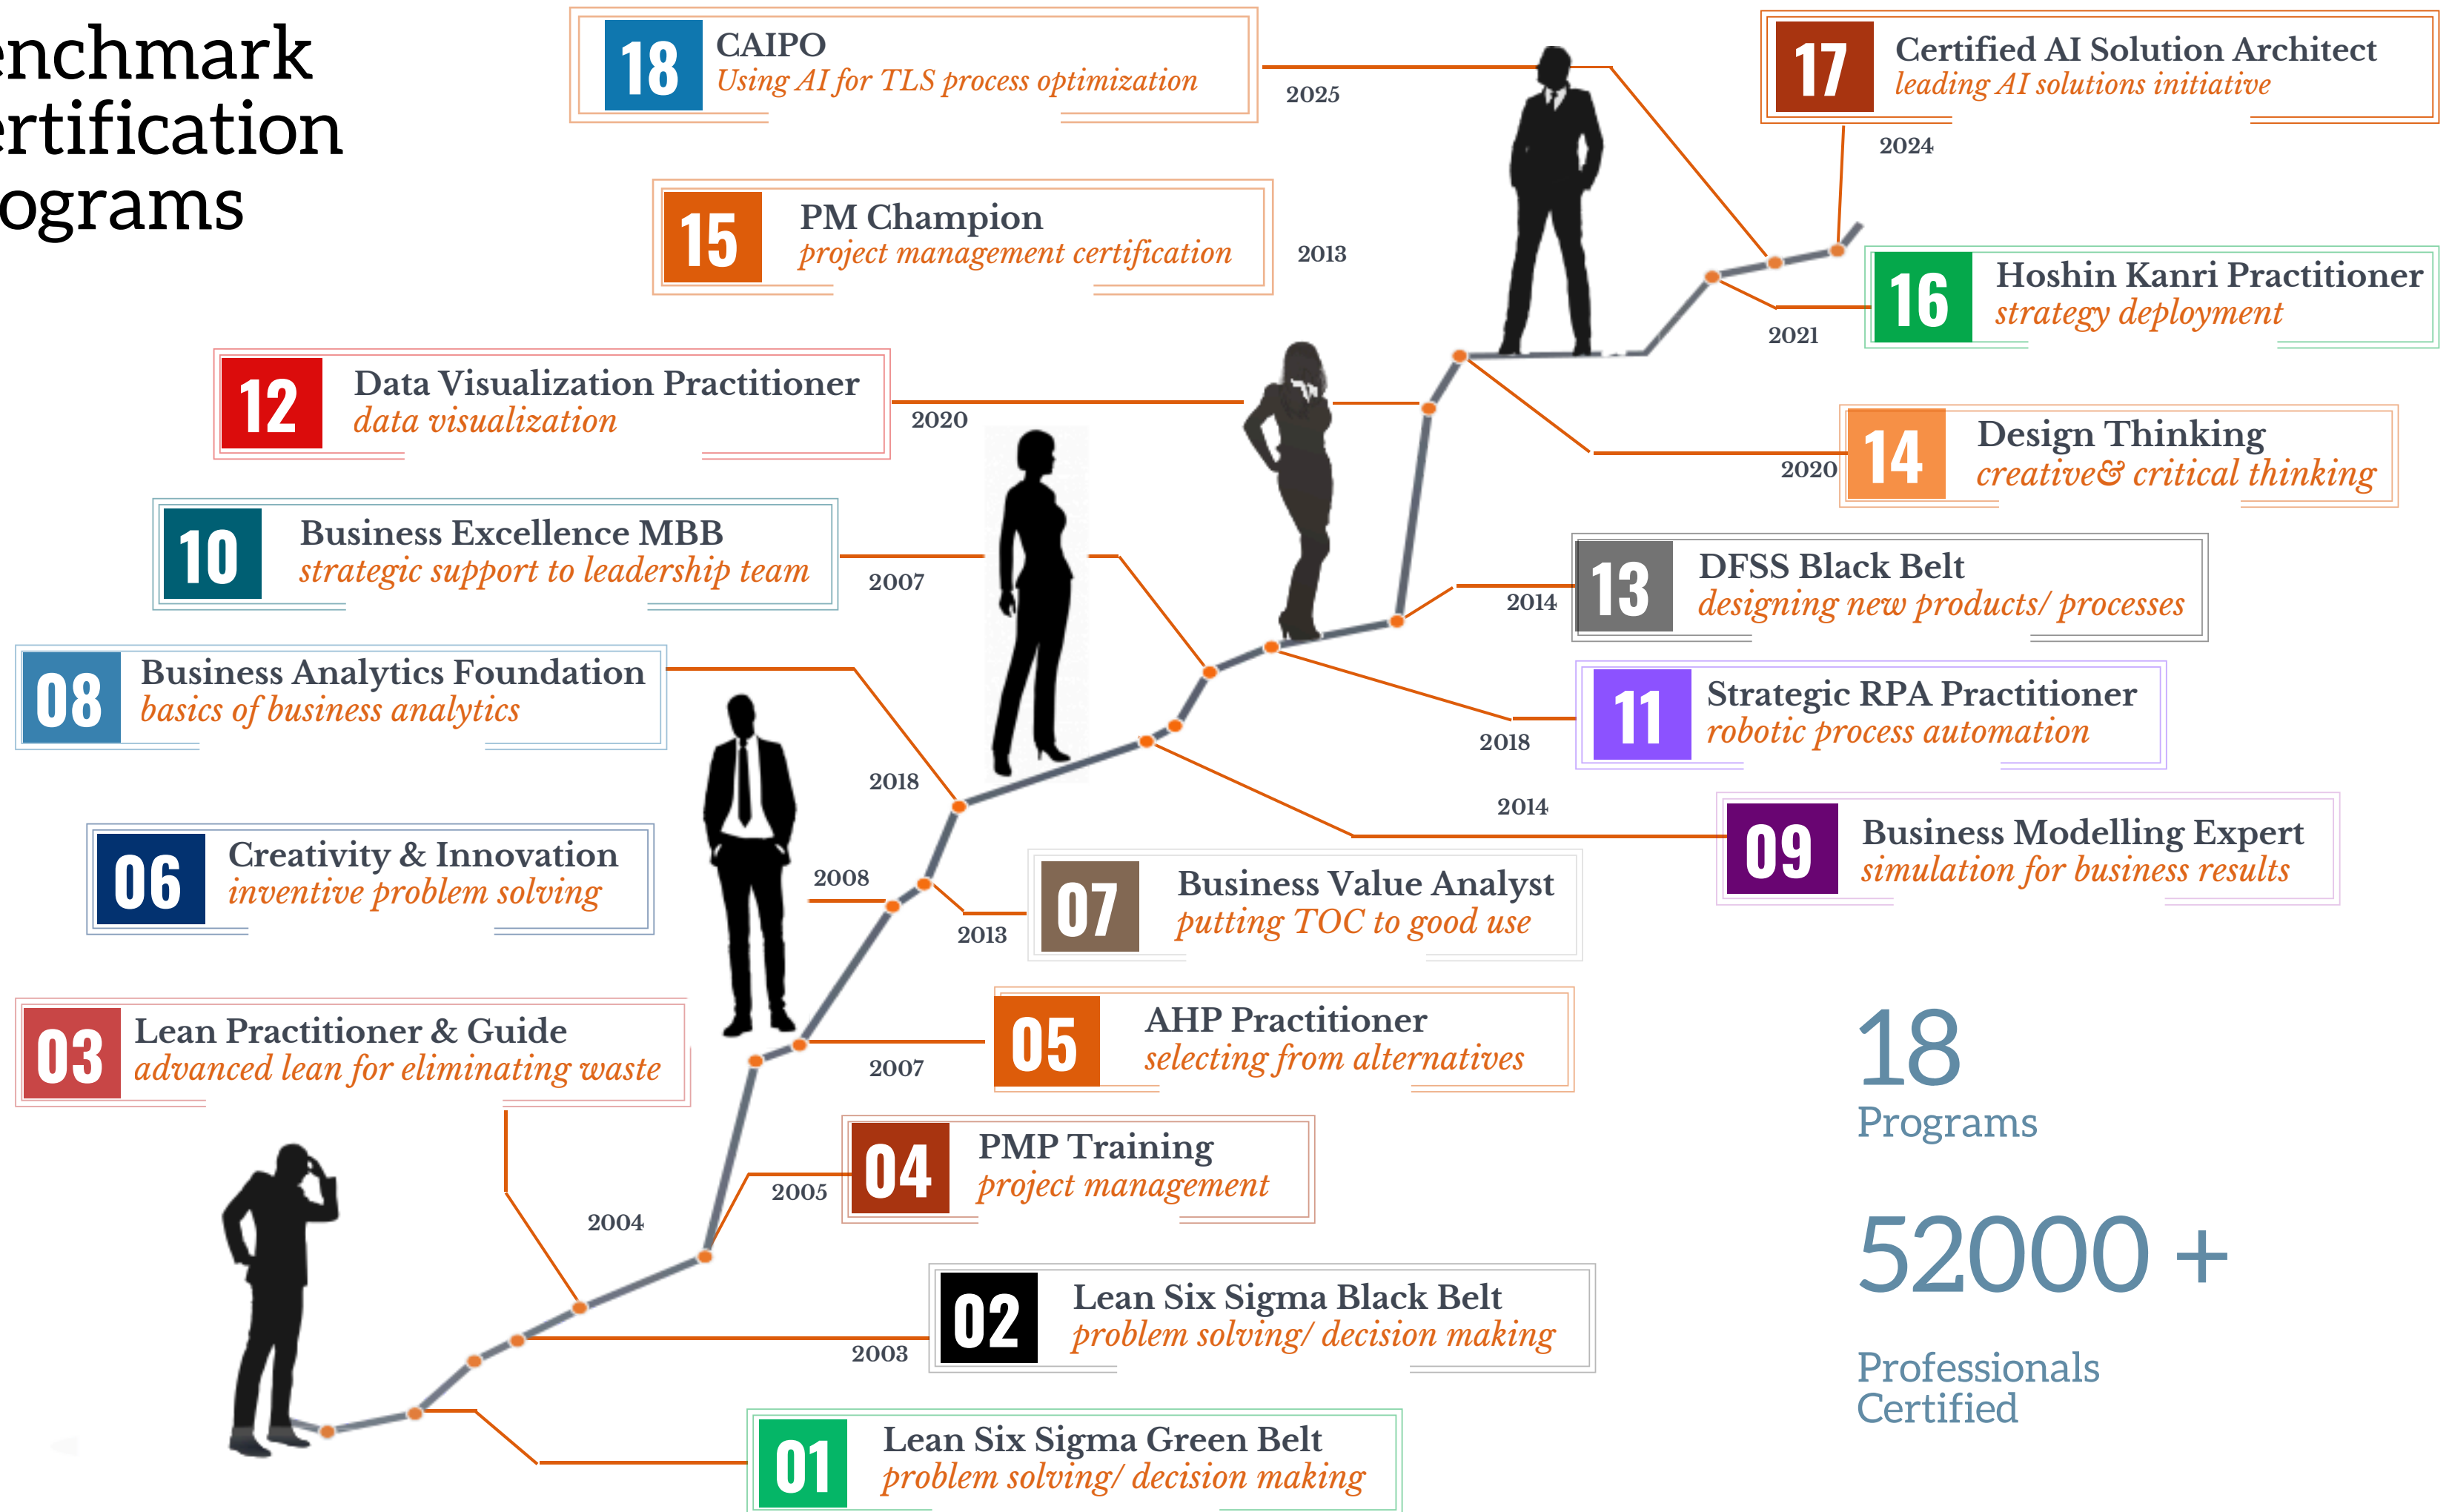 enchmark
ertification
ograms
18
CAIPO
Using AI for TLS process optimization
2025
17
Certified AI Solution Architect
leading AI solutions initiative
2024
15
PM Champion
project management certification
2013
16
Hoshin Kanri Practitioner
strategy deployment
2021
12
Data Visualization Practitioner
data visualization
2020
14
Design Thinking
creative& critical thinking
2020
10
Business Excellence MBB
strategic support to leadership team
2007
13
DFSS Black Belt
designing new products/ processes
2014
08
Business Analytics Foundation
basics of business analytics
2018
11
Strategic RPA Practitioner
robotic process automation
2018
09
Business Modelling Expert
simulation for business results
2014
06
Creativity & Innovation
inventive problem solving
2008
07
Business Value Analyst
putting TOC to good use
2013
03
Lean Practitioner & Guide
advanced lean for eliminating waste
2004
05
AHP Practitioner
selecting from alternatives
2007
04
PMP Training
project management
2005
02
Lean Six Sigma Black Belt
problem solving/ decision making
2003
01
Lean Six Sigma Green Belt
problem solving/ decision making
18
Programs
52000 +
Professionals
Certified